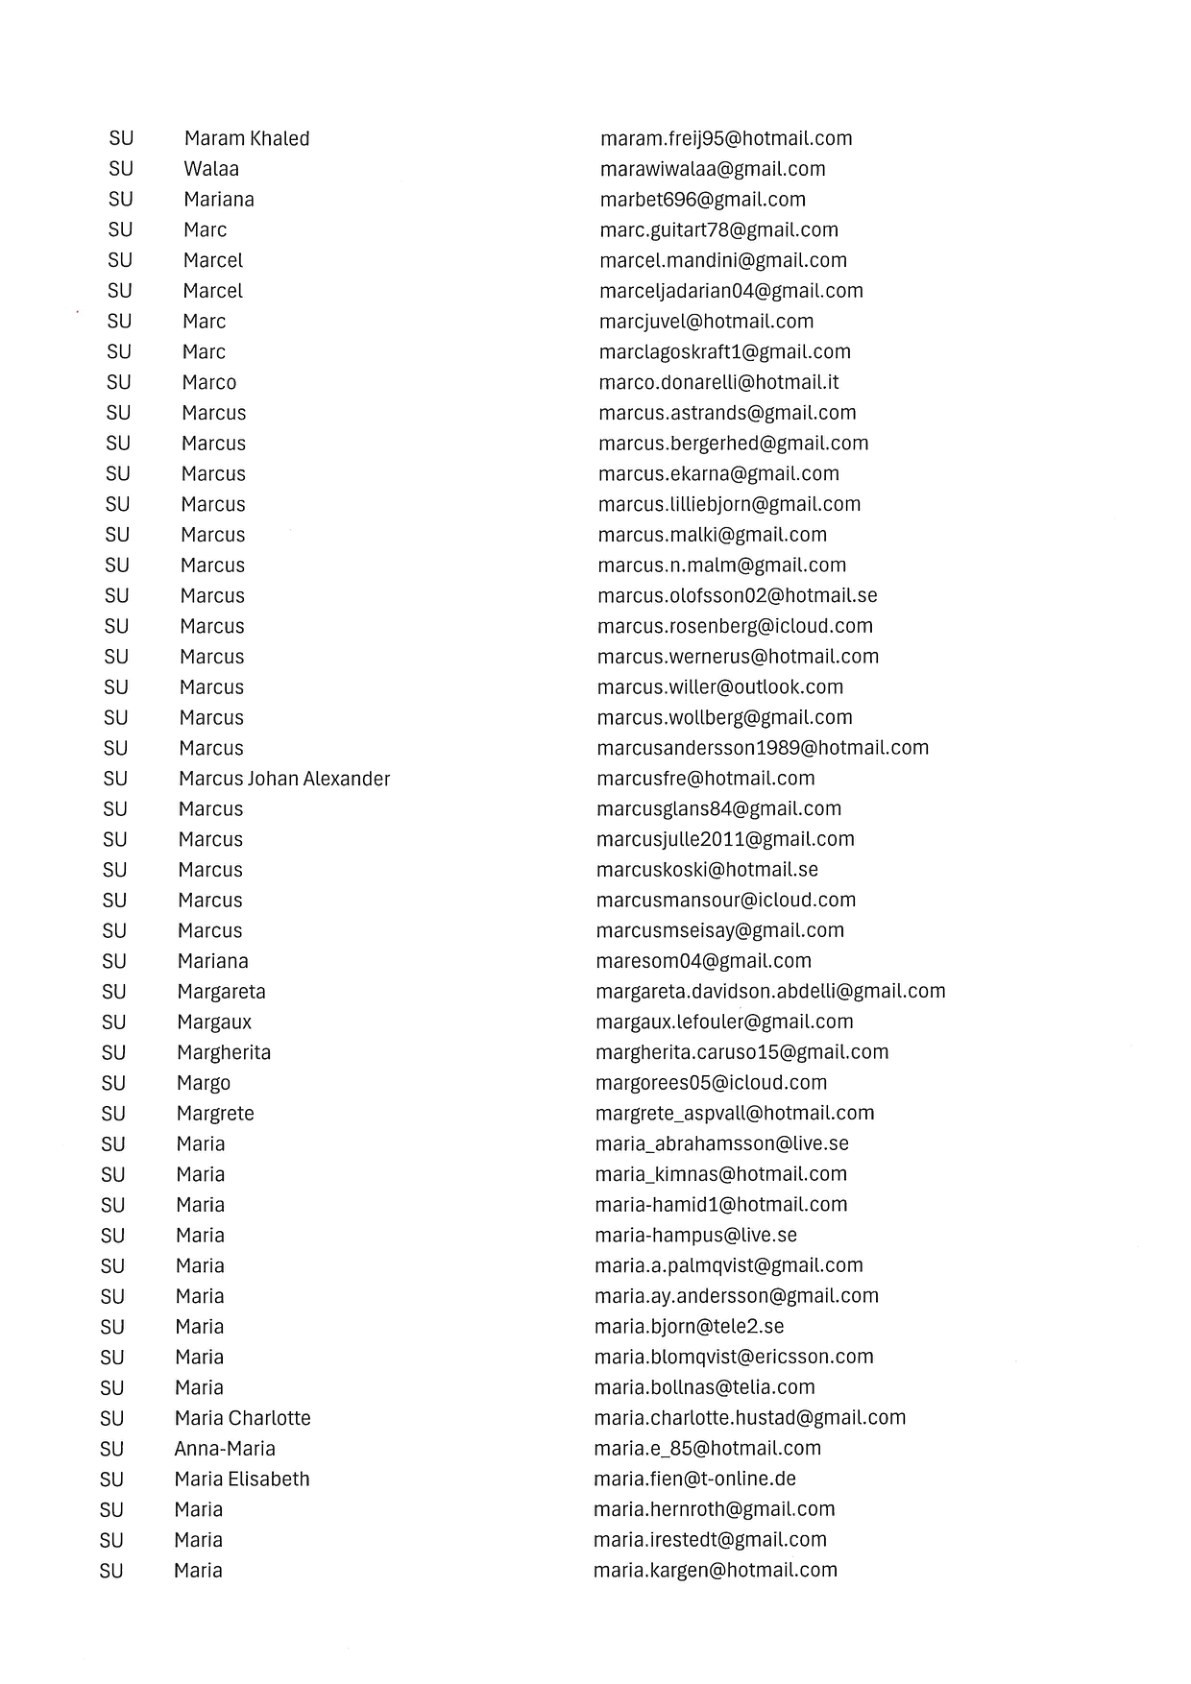 SU Maram Khaled maram.freij95@hotmail.com
SU Walaa marawiwalaa@gmail.com
SU Mariana marbet696@gmail.com
SU Marc marc.guitart78@gmail.com
SU Marcel marcel.mandini@gmail.com
SU Marcel marceljadarian04@gmail.com
SU Marc marcjuvel@hotmail.com
SU Marc marclagoskraft1@gmail.com
SU Marco marco.donarelli@hotmail.it
SU Marcus marcus.astrands@gmail.com
SU Marcus marcus.bergerhed@gmail.com
SU Marcus marcus.ekarna@gmail.com
SU Marcus marcus.lilliebjorn@gmail.com
SU Marcus marcus.malki@gmail.com
SU Marcus marcus.n.malm@gmail.com
SU Marcus marcus.olofsson02@hotmail.se
SU Marcus marcus.rosenberg@icloud.com
SU Marcus marcus.wernerus@hotmail.com
SU Marcus marcus.willer@outlook.com
SU Marcus marcus.wollberg@gmail.com
SU Marcus marcusandersson1989@hotmail.com
SU Marcus Johan Alexander marcusfre@hotmail.com
SU Marcus marcusglans84@gmail.com
SU Marcus marcusjulle2011@gmail.com
SU Marcus marcuskoski@hotmail.se
SU Marcus marcusmansour@icloud.com
SU Marcus marcusmseisay@gmail.com
SU Mariana maresom04@gmail.com
SU Margareta margareta.davidson.abdelli@gmail.com
SU Margaux margaux.lefouler@gmail.com
SU Margherita margherita.caruso15@gmail.com
SU Margo margorees05@icloud.com
SU Margrete margrete_aspvall@hotmail.com
SU Maria maria_abrahamsson@live.se
SU Maria maria_kimnas@hotmail.com
SU Maria maria-hamid1@hotmail.com
SU Maria maria-hampus@live.se
SU Maria maria.a.palmqvist@gmail.com
SU Maria maria.ay.andersson@gmail.com
SU Maria maria.bjorn@tele2.se
SU Maria maria.blomqvist@ericsson.com
SU Maria maria.bollnas@telia.com
SU Maria Charlotte maria.charlotte.hustad@gmail.com
SU Anna-Maria maria.e_85@hotmail.com
SU Maria Elisabeth maria.fien@t-online.de
SU Maria maria.hernroth@gmail.com
SU Maria maria.irestedt@gmail.com
SU Maria maria.kargen@hotmail.com